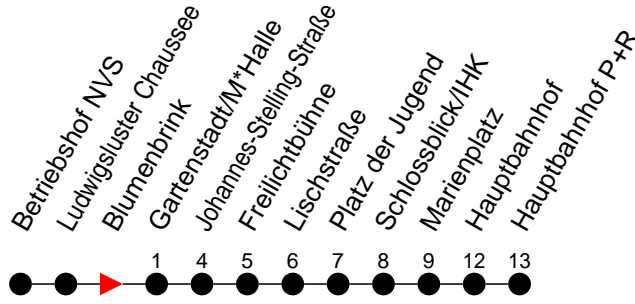 Betriebshof NVS
Ludwigsluster Chaussee
Blumenbrink
Gartenstadt/M*Halle
Johannes-Stelling-Straße
Freilichtbühne
Lischstraße
Platz der Jugend
Schlossblick/IHK
Marienplatz
Hauptbahnhof
Hauptbahnhof P+R
1 4 5 6 7 8 9 12 13